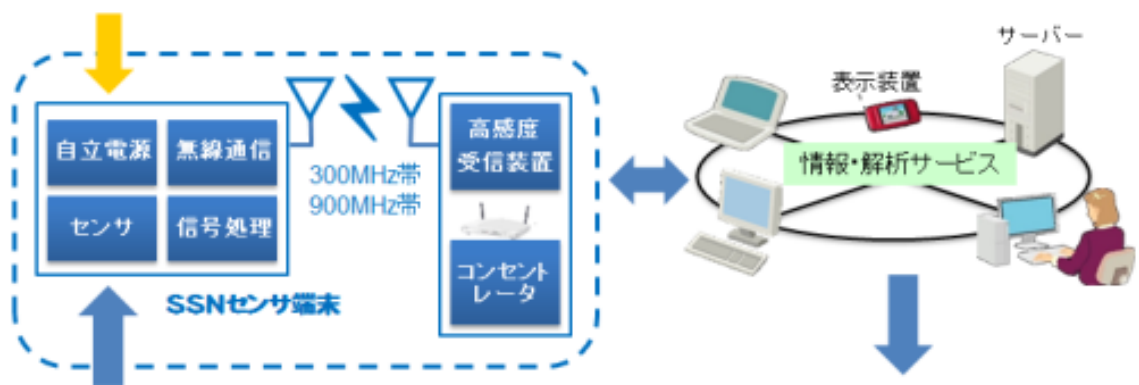 自立電源
無線通信
センサ
信号処理
SSNセンサ端末
300MHz帯
900MHz帯
高感度
受信装置
コンセント
レータ
サーバー
表示装置
情報・解析サービス